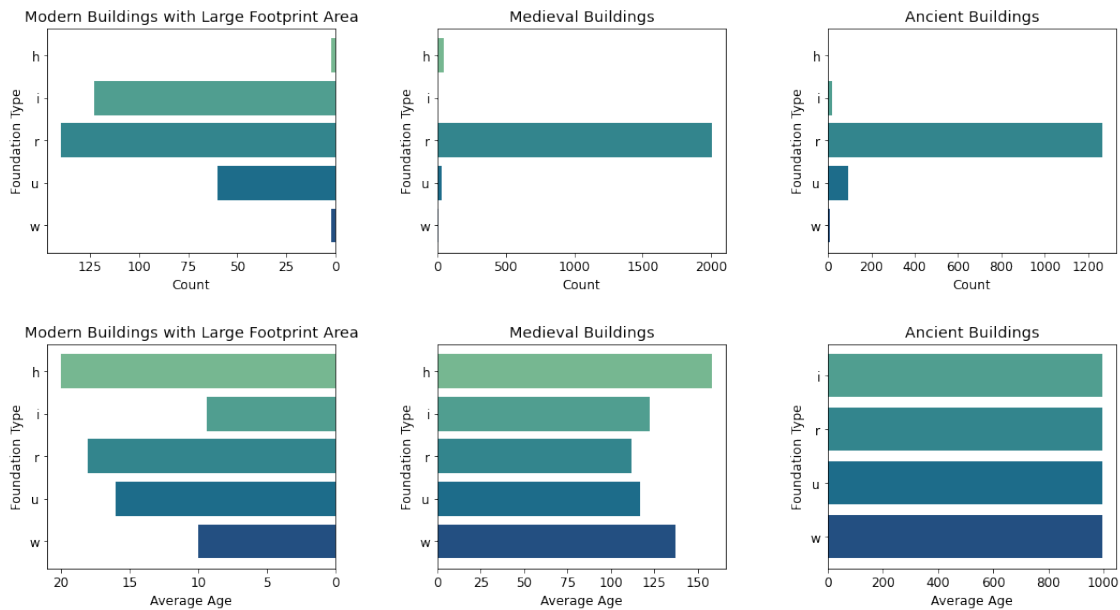 Modern Buildings with Large Footprint Area
Foundation Type
h
i
r
u
w
125 100 75 50 25 0
Count
Medieval Buildings
Foundation Type
h
i
r
u
w
0 500 1000 1500 2000
Count
Ancient Buildings
Foundation Type
h
i
r
u
w
0 200 400 600 800 1000 1200
Count
Modern Buildings with Large Footprint Area
Foundation Type
h
i
r
u
w
20 15 10 5 0
Average Age
Medieval Buildings
Foundation Type
h
i
r
u
w
0 25 50 75 100 125 150
Average Age
Ancient Buildings
Foundation Type
i
r
u
w
0 200 400 600 800 1000
Average Age